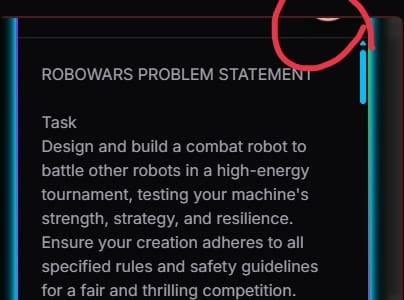 ROBOWARS PROBLEM STATEMENT
Task
Design and build a combat robot to
battle other robots in a high-energy
tournament, testing your machine's
strength, strategy, and resilience.
Ensure your creation adheres to all
specified rules and safety guidelines
for a fair and thrilling competition.